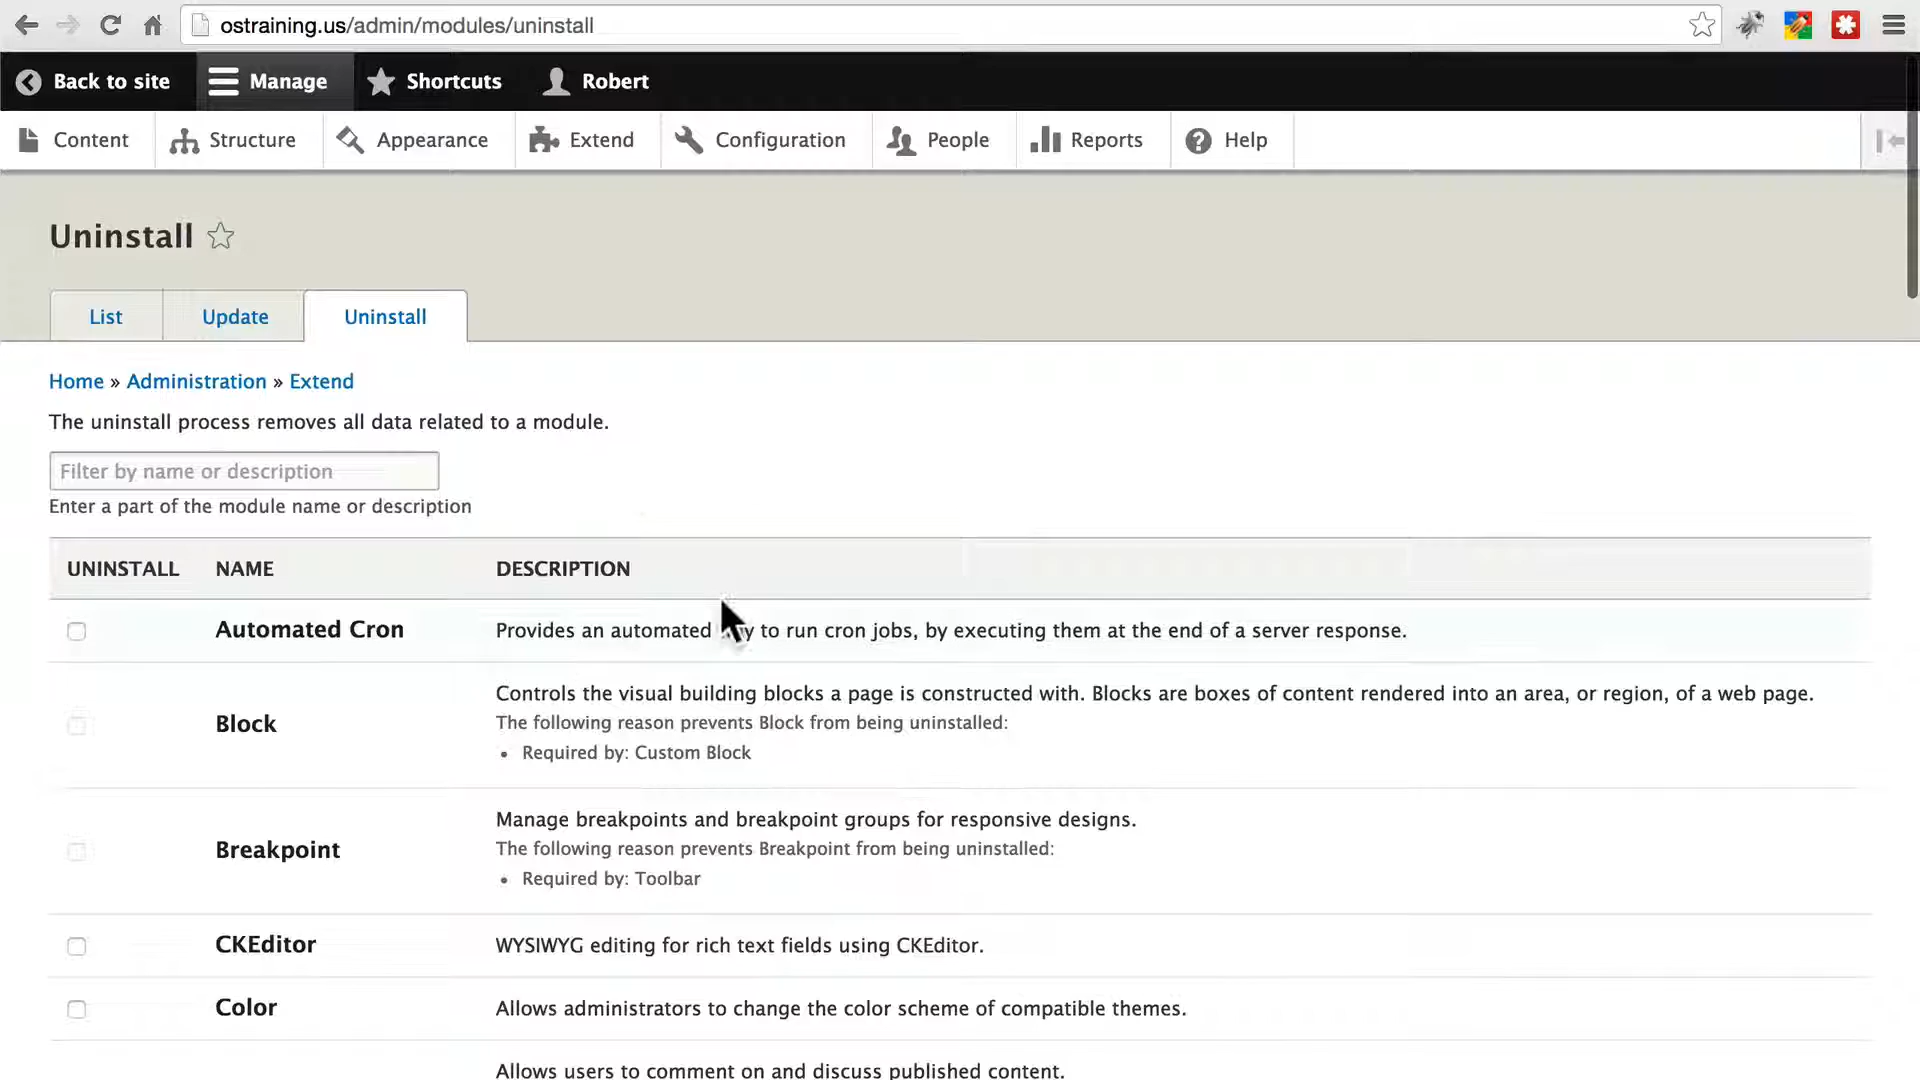 ostraining.us/admin/modules/uninstall
Back to site Manage Shortcuts Robert
Content Structure Appearance Extend Configuration People Reports Help
Uninstall
List Update Uninstall
Home » Administration » Extend
The uninstall process removes all data related to a module.
Filter by name or description
Enter a part of the module name or description
UNINSTALL NAME DESCRIPTION
Automated Cron Provides an automated to run cron jobs, by executing them at the end of a server response.
Controls the visual building blocks a page is constructed with. Blocks are boxes of content rendered into an area, or region, of a web page.
Block The following reason prevents Block from being uninstalled:
• Required by: Custom Block
Manage breakpoints and breakpoint groups for responsive designs.
Breakpoint The following reason prevents Breakpoint from being uninstalled:
• Required by: Toolbar
CKEditor WYSIWYG editing for rich text fields using CKEditor.
Color Allows administrators to change the color scheme of compatible themes.
Allows users to comment on and discuss published content.